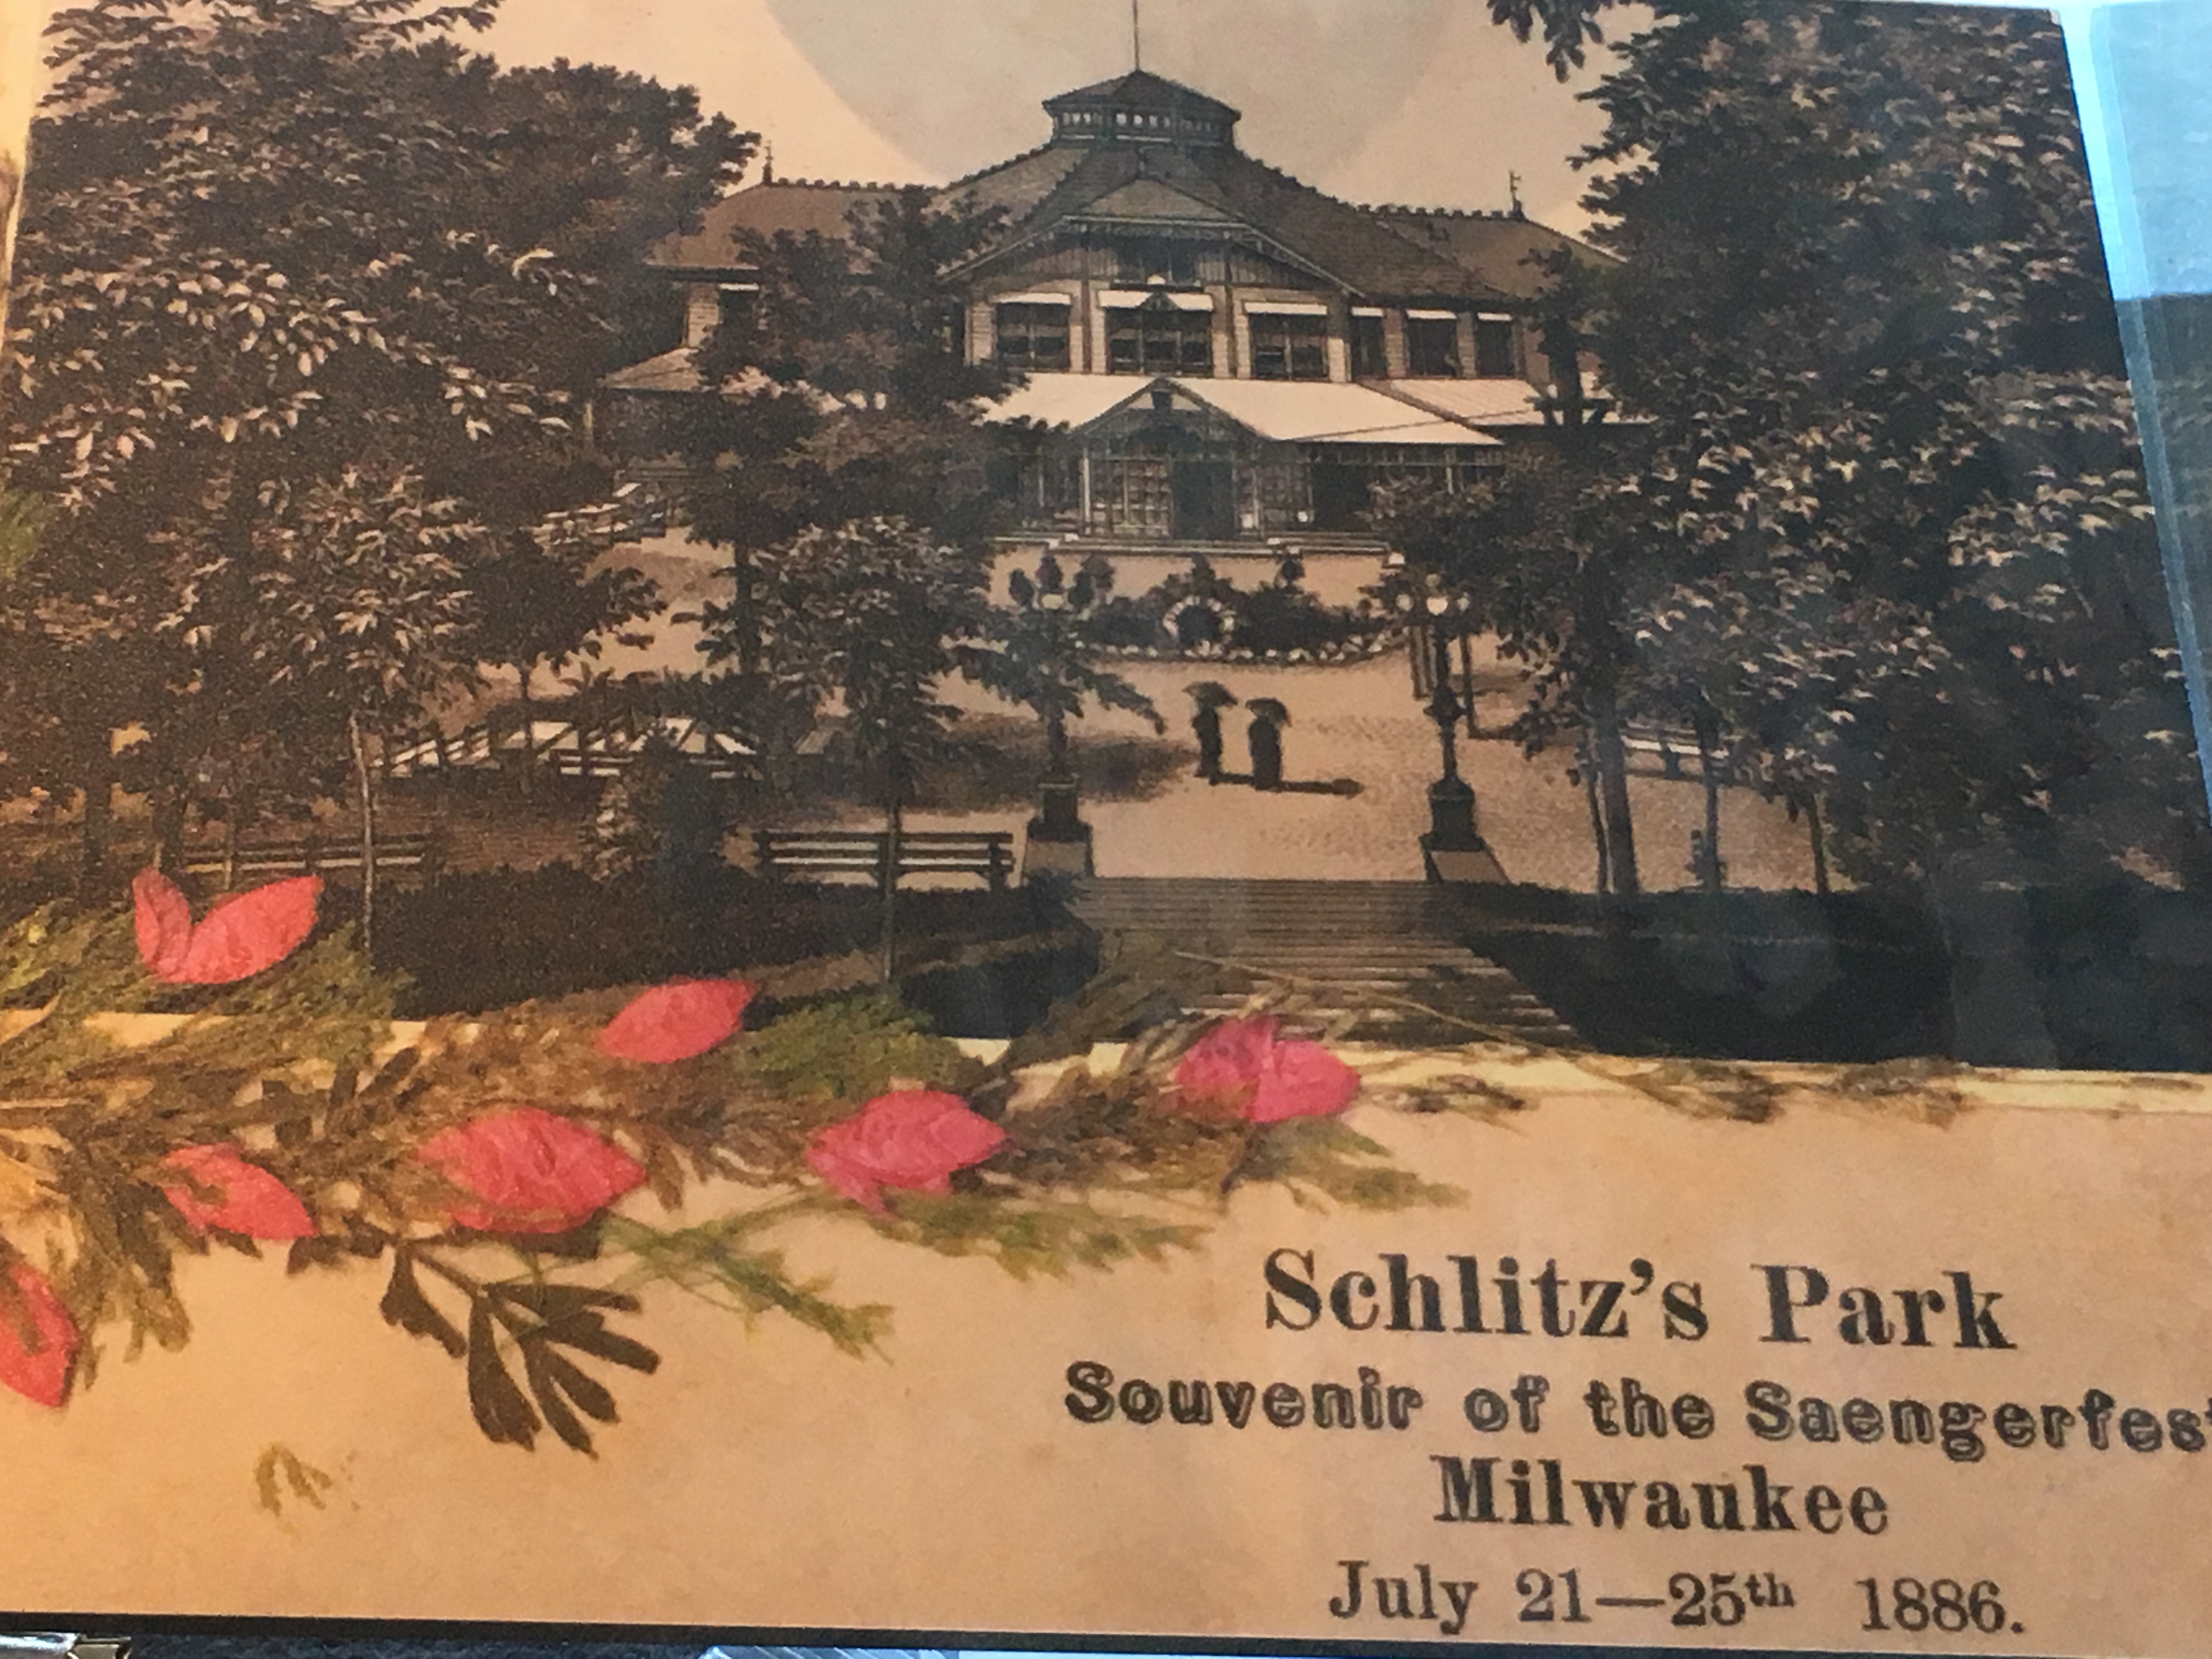 Schlitz's Park
Souvenir of the Saengerfest
Milwaukee
July 21—25th 1886.